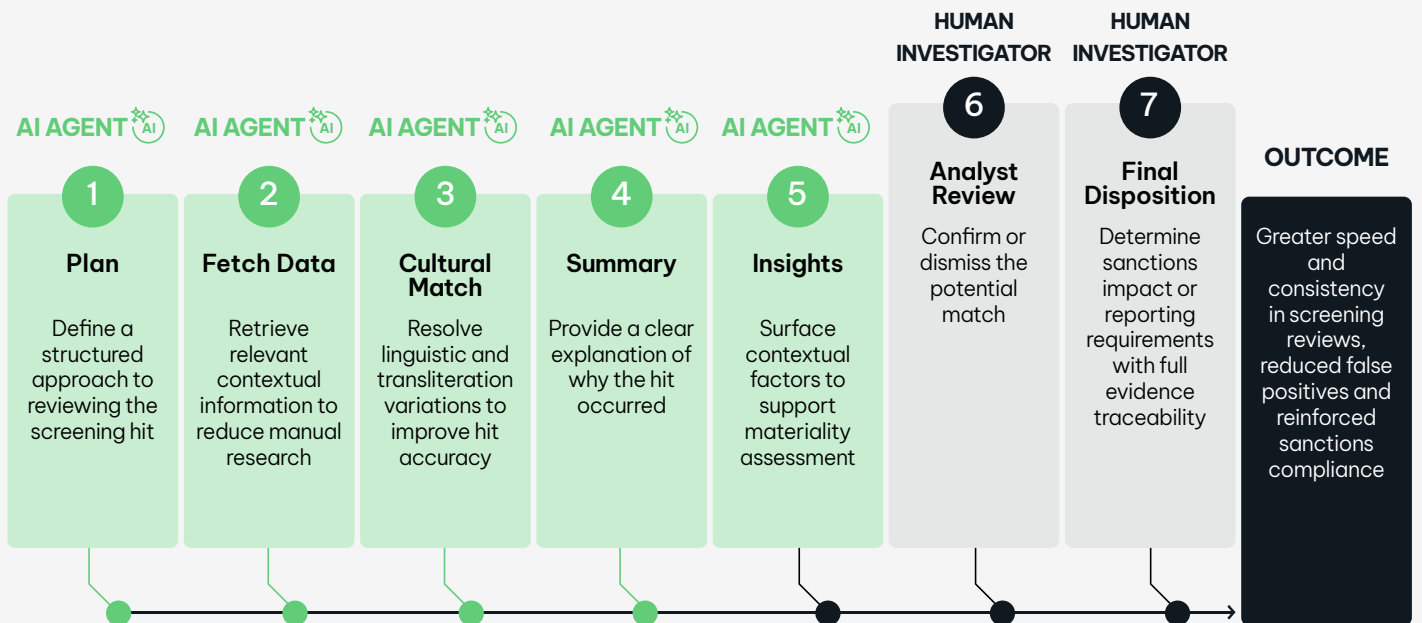 HUMAN
INVESTIGATOR
HUMAN
INVESTIGATOR
AI AGENT AI
AI AGENT AI
AI AGENT AI
AI AGENT AI
AI AGENT AI
OUTCOME
1
Plan
Define a
structured
approach to
reviewing the
screening hit
2
Fetch Data
Retrieve
relevant
contextual
information to
reduce manual
research
3
Cultural
Match
Resolve
linguistic and
transliteration
variations to
improve hit
accuracy
4
Summary
Provide a clear
explanation of
why the hit
occurred
5
Insights
Surface
contextual
factors to
support
materiality
assessment
6
Analyst
Review
Confirm or
dismiss the
potential
match
7
Final
Disposition
Determine
sanctions
impact or
reporting
requirements
with full
evidence
traceability
Greater speed
and
consistency
in screening
reviews,
reduced false
positives and
reinforced
sanctions
compliance